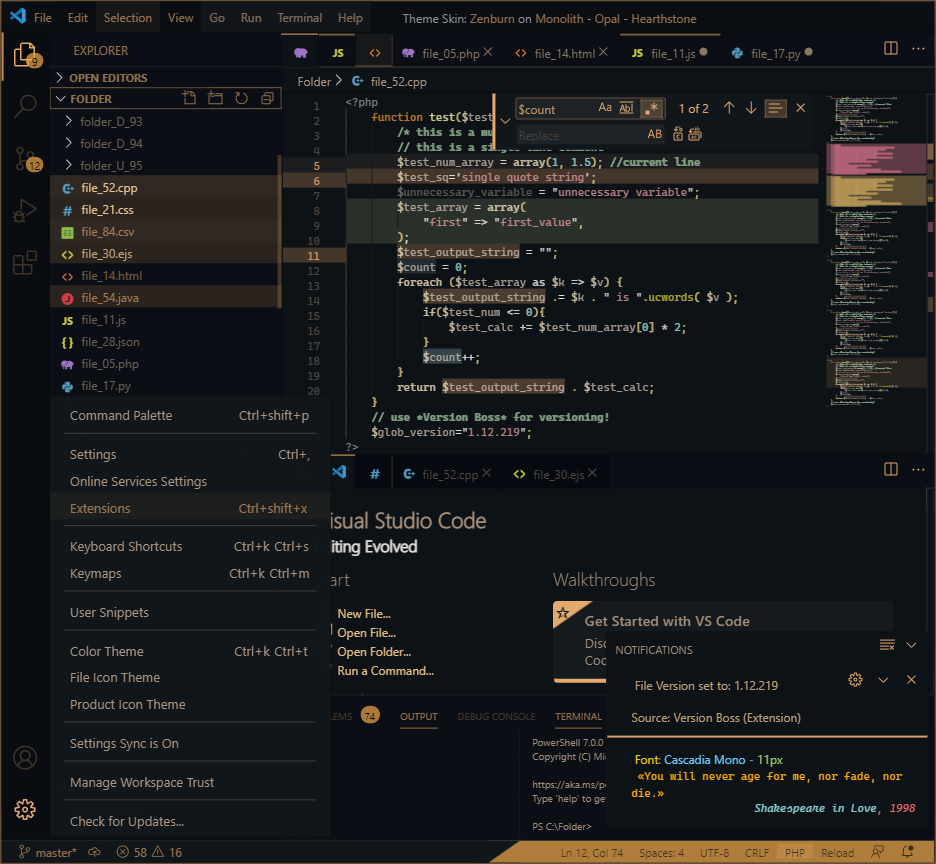 File Edit Selection View Go Run Terminal Help Theme Skin: Zenburn on Monolith - Opal - Hearthstone
9
EXPLORER
JS <> file_05.php <> file_14.html JS file_11.js file_17.py
OPEN EDITORS
Folder > file_52.cpp
FOLDER
folder_D_93
folder_D_94
folder_U_95
12
file_52.cpp
# file_21.css
file_84.csv
<> file_30.ejs
<> file_14.html
file_54.java
JS file_11.js
{} file_28.json
file_05.php
file_17.py
$count Aa Abl .* 1 of 2
Replace AB
1 <?php
2 function test($test
3 /* this is a mu
4
5 $test_num_array = array(1, 1.5); //current line
6 $test_sq='single quote string';
7 $unnecessary_variable = "unnecessary variable";
8 $test_array = array(
9 "first" => "first_value",
10 );
11 $test_output_string = "";
12 $count = 0;
13 foreach ($test_array as $k => $v) {
14 $test_output_string .= $k . " is ".ucwords( $v );
15 if($test_num <= 0){
16 $test_calc += $test_num_array[0] * 2;
17 }
18 $count++;
19 }
20 return $test_output_string . $test_calc;
}
// use *Version Boss* for versioning!
$glob_version="1.12.219";
?>
Command Palette Ctrl+shift+p
Settings Ctrl+,
Online Services Settings
Extensions Ctrl+shift+x
Keyboard Shortcuts Ctrl+k Ctrl+s
Keymaps Ctrl+k Ctrl+m
User Snippets
Color Theme Ctrl+k Ctrl+t
File Icon Theme
Product Icon Theme
Settings Sync is On
Manage Workspace Trust
Check for Updates...
# file_52.cpp <> file_30.ejs
isual Studio Code
iting Evolved
art
New File...
Open File...
Open Folder...
Run a Command...
Walkthroughs
Get Started with VS Code
Disc
Coc
NOTIFICATIONS
File Version set to: 1.12.219
Source: Version Boss (Extension)
Font: Cascadia Mono - 11px
«You will never age for me, nor fade, nor
die.»
Shakespeare in Love, 1998
LEMS 74 OUTPUT DEBUG CONSOLE TERMINAL
PowerShell 7.0.0
Copyright (C) Mi
https://aka.ms/p
Type 'help' to ge
PS C:\Folder>
master* 58 16 Ln 12, Col 74 Spaces: 4 UTF-8 CRLF PHP Reload